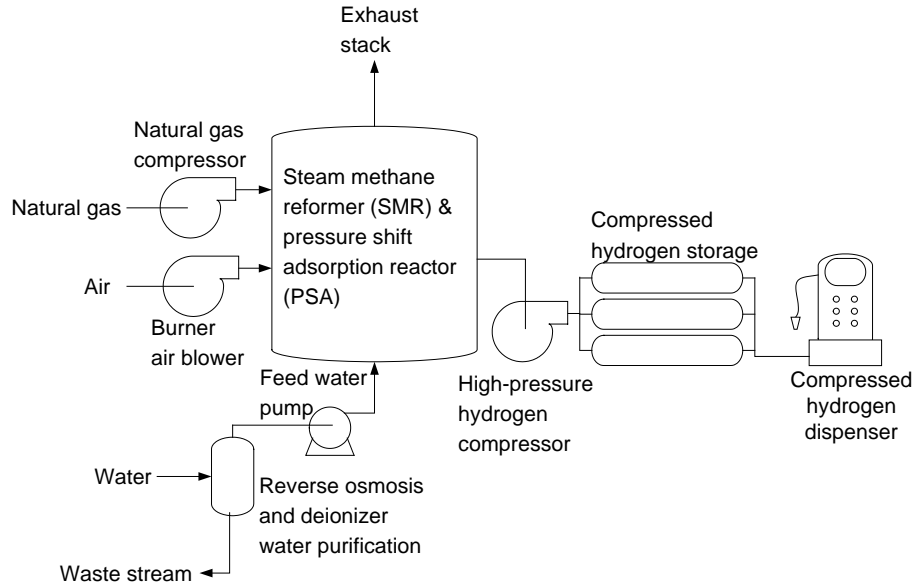 Exhaust
stack
Natural gas
compressor
Natural gas
Steam methane
reformer (SMR) &
pressure shift
adsorption reactor
(PSA)
Air
Burner
air blower
Compressed
hydrogen storage
Feed water
pump
High-pressure
hydrogen
compressor
Compressed
hydrogen
dispenser
Water
Reverse osmosis
and deionizer
water purification
Waste stream